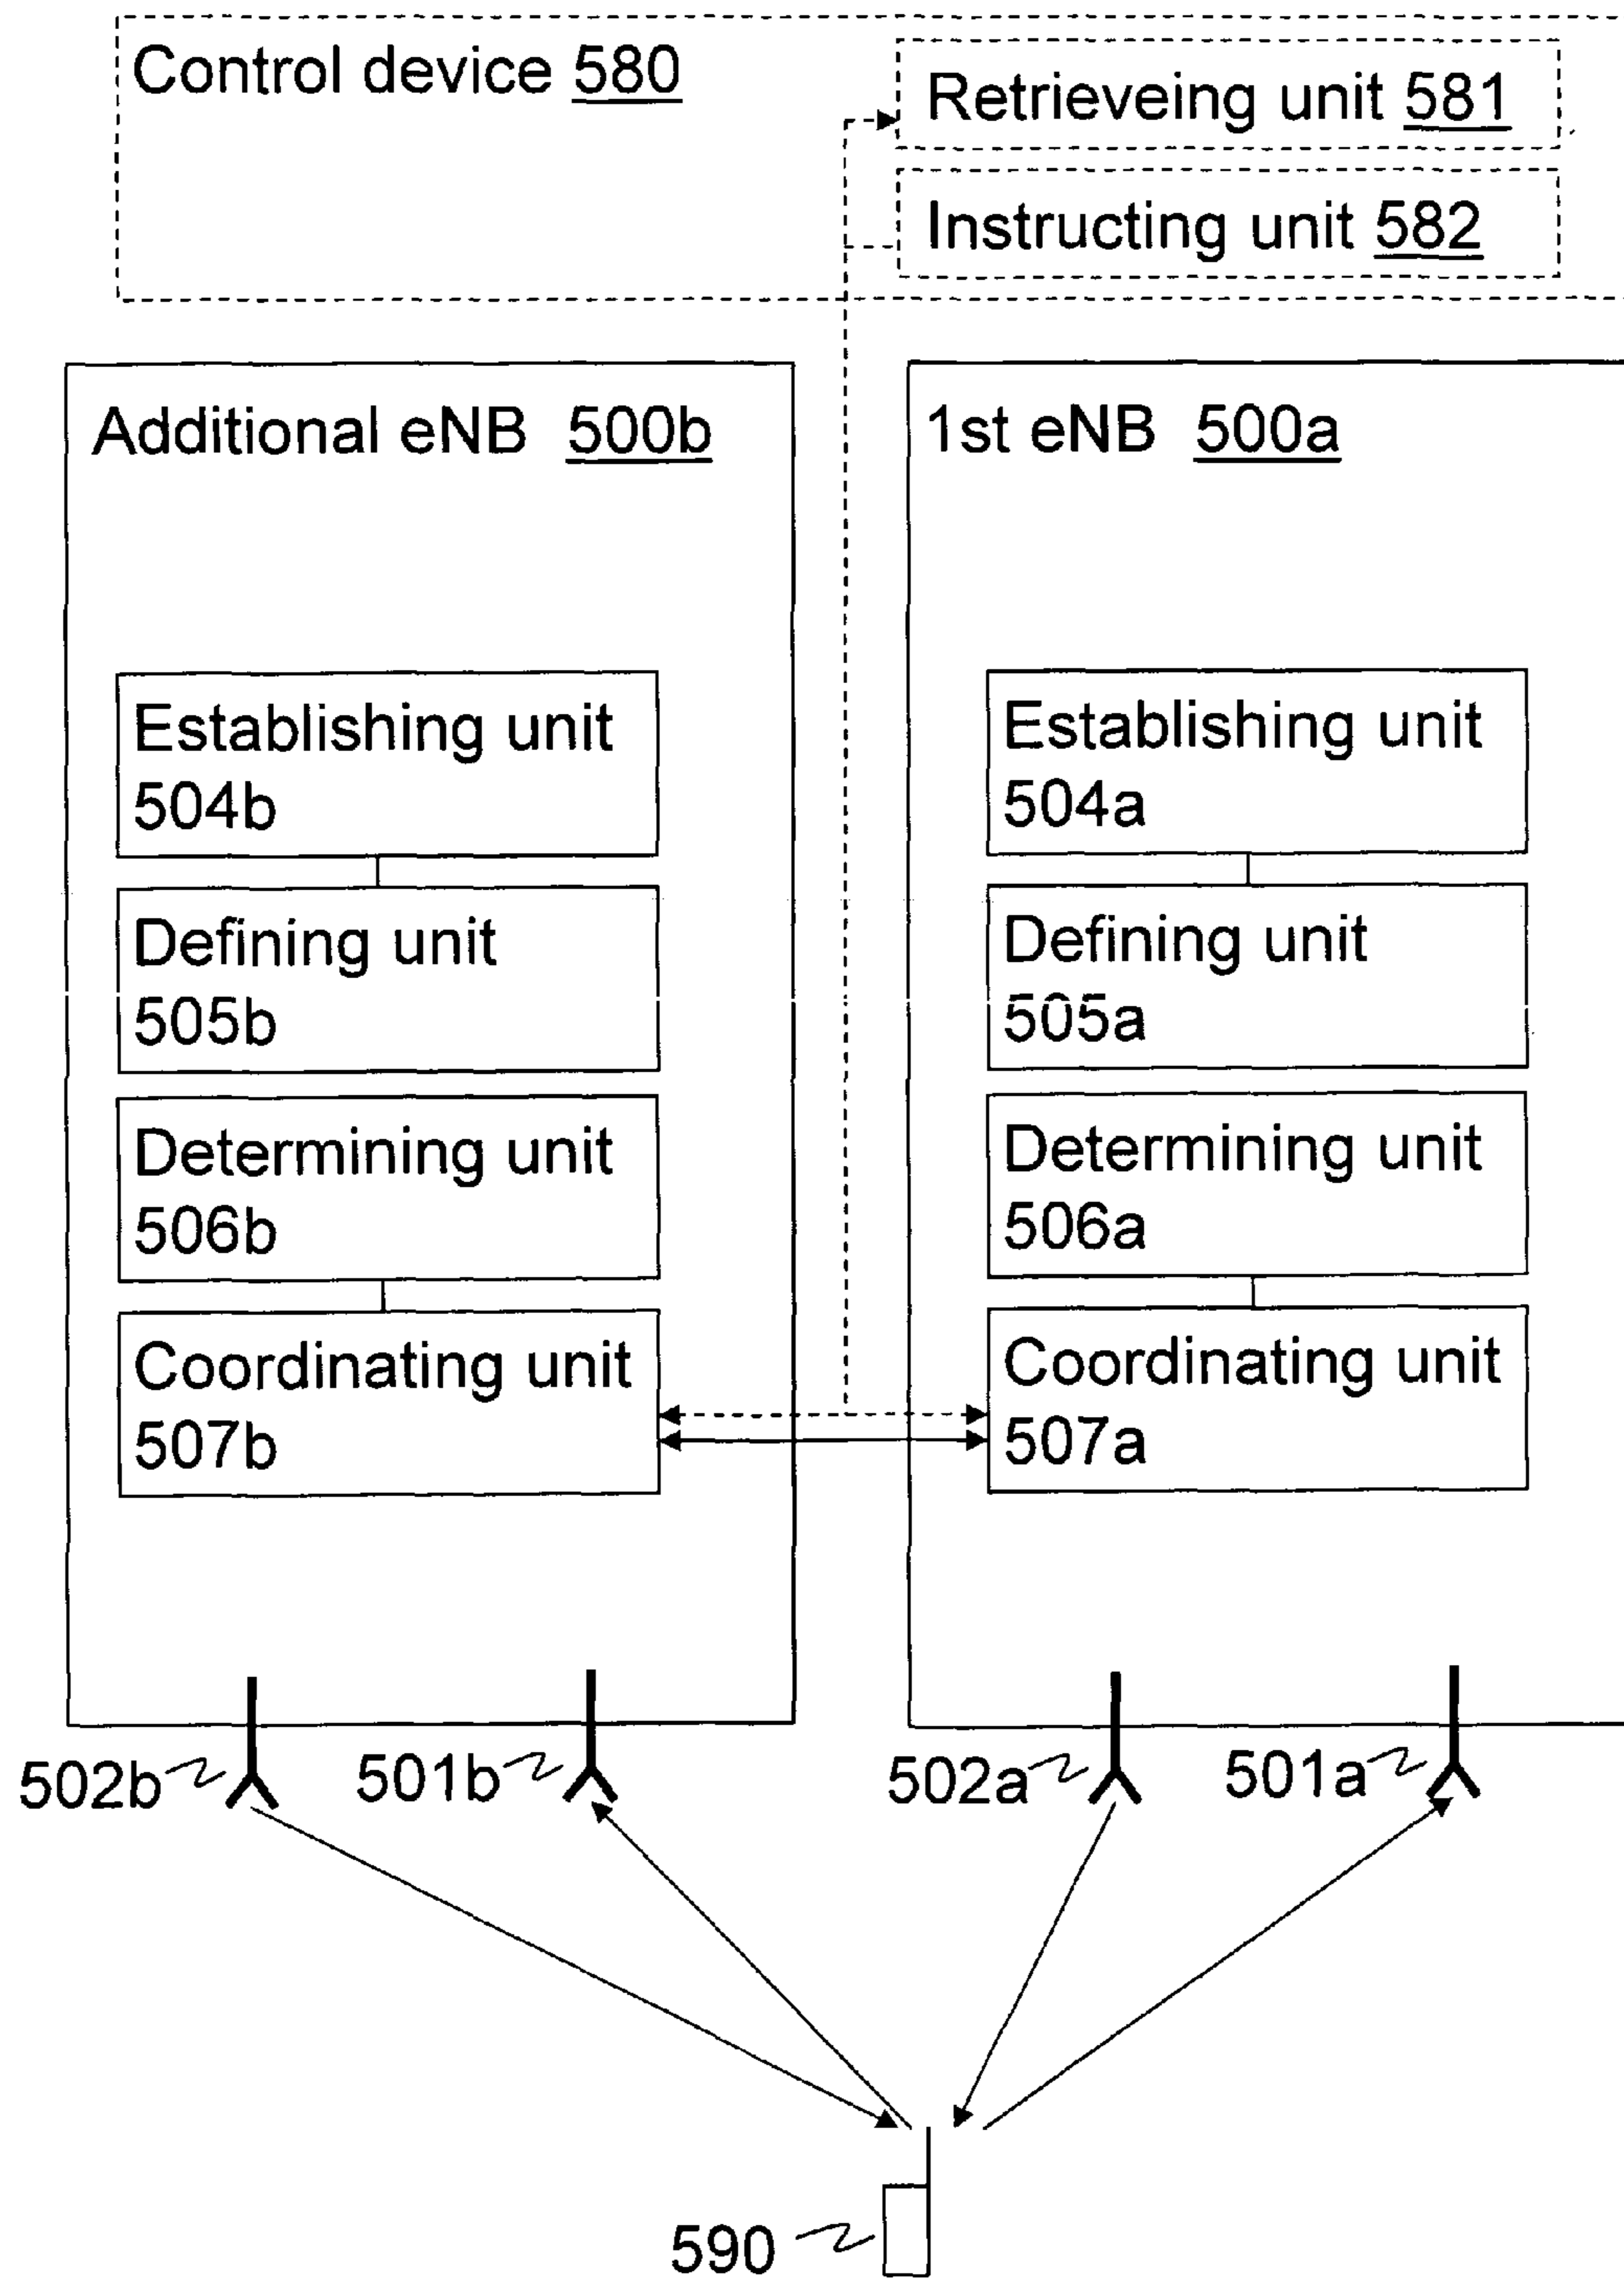 Control device 580
Retrieveing unit 581
Instructing unit 582
Additional eNB 500b
Establishing unit
504b
Defining unit
505b
Determining unit
506b
Coordinating unit
507b
1st eNB 500a
Establishing unit
504a
Defining unit
505a
Determining unit
506a
Coordinating unit
507a
502b
501b
502a
501a
590